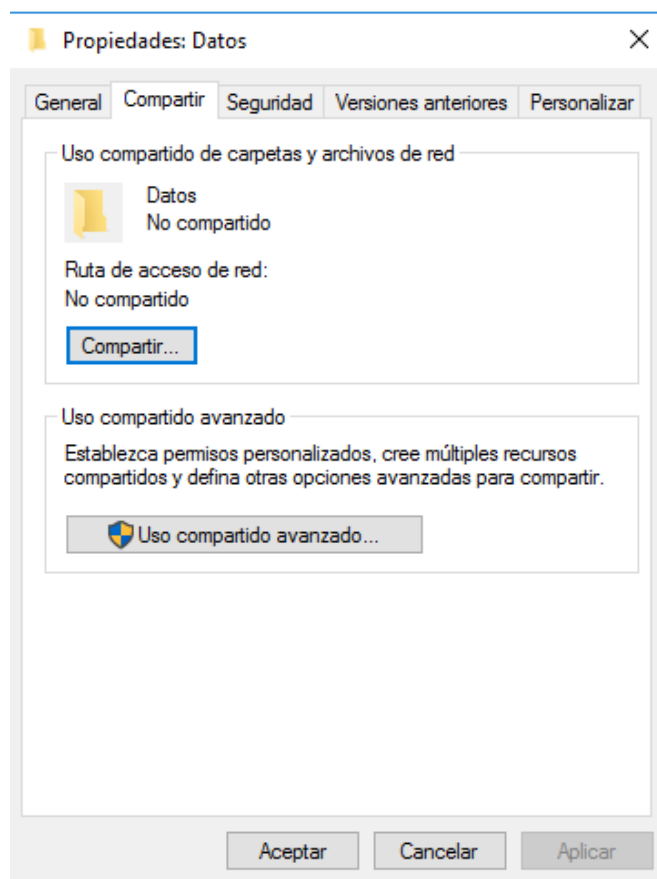 Propiedades: Datos
General Compartir Seguridad Versiones anteriores Personalizar
Uso compartido de carpetas y archivos de red
Datos
No compartido
Ruta de acceso de red:
No compartido
Compartir...
Uso compartido avanzado
Establezca permisos personalizados, cree múltiples recursos
compartidos y defina otras opciones avanzadas para compartir.
Uso compartido avanzado...
Aceptar Cancelar Aplicar